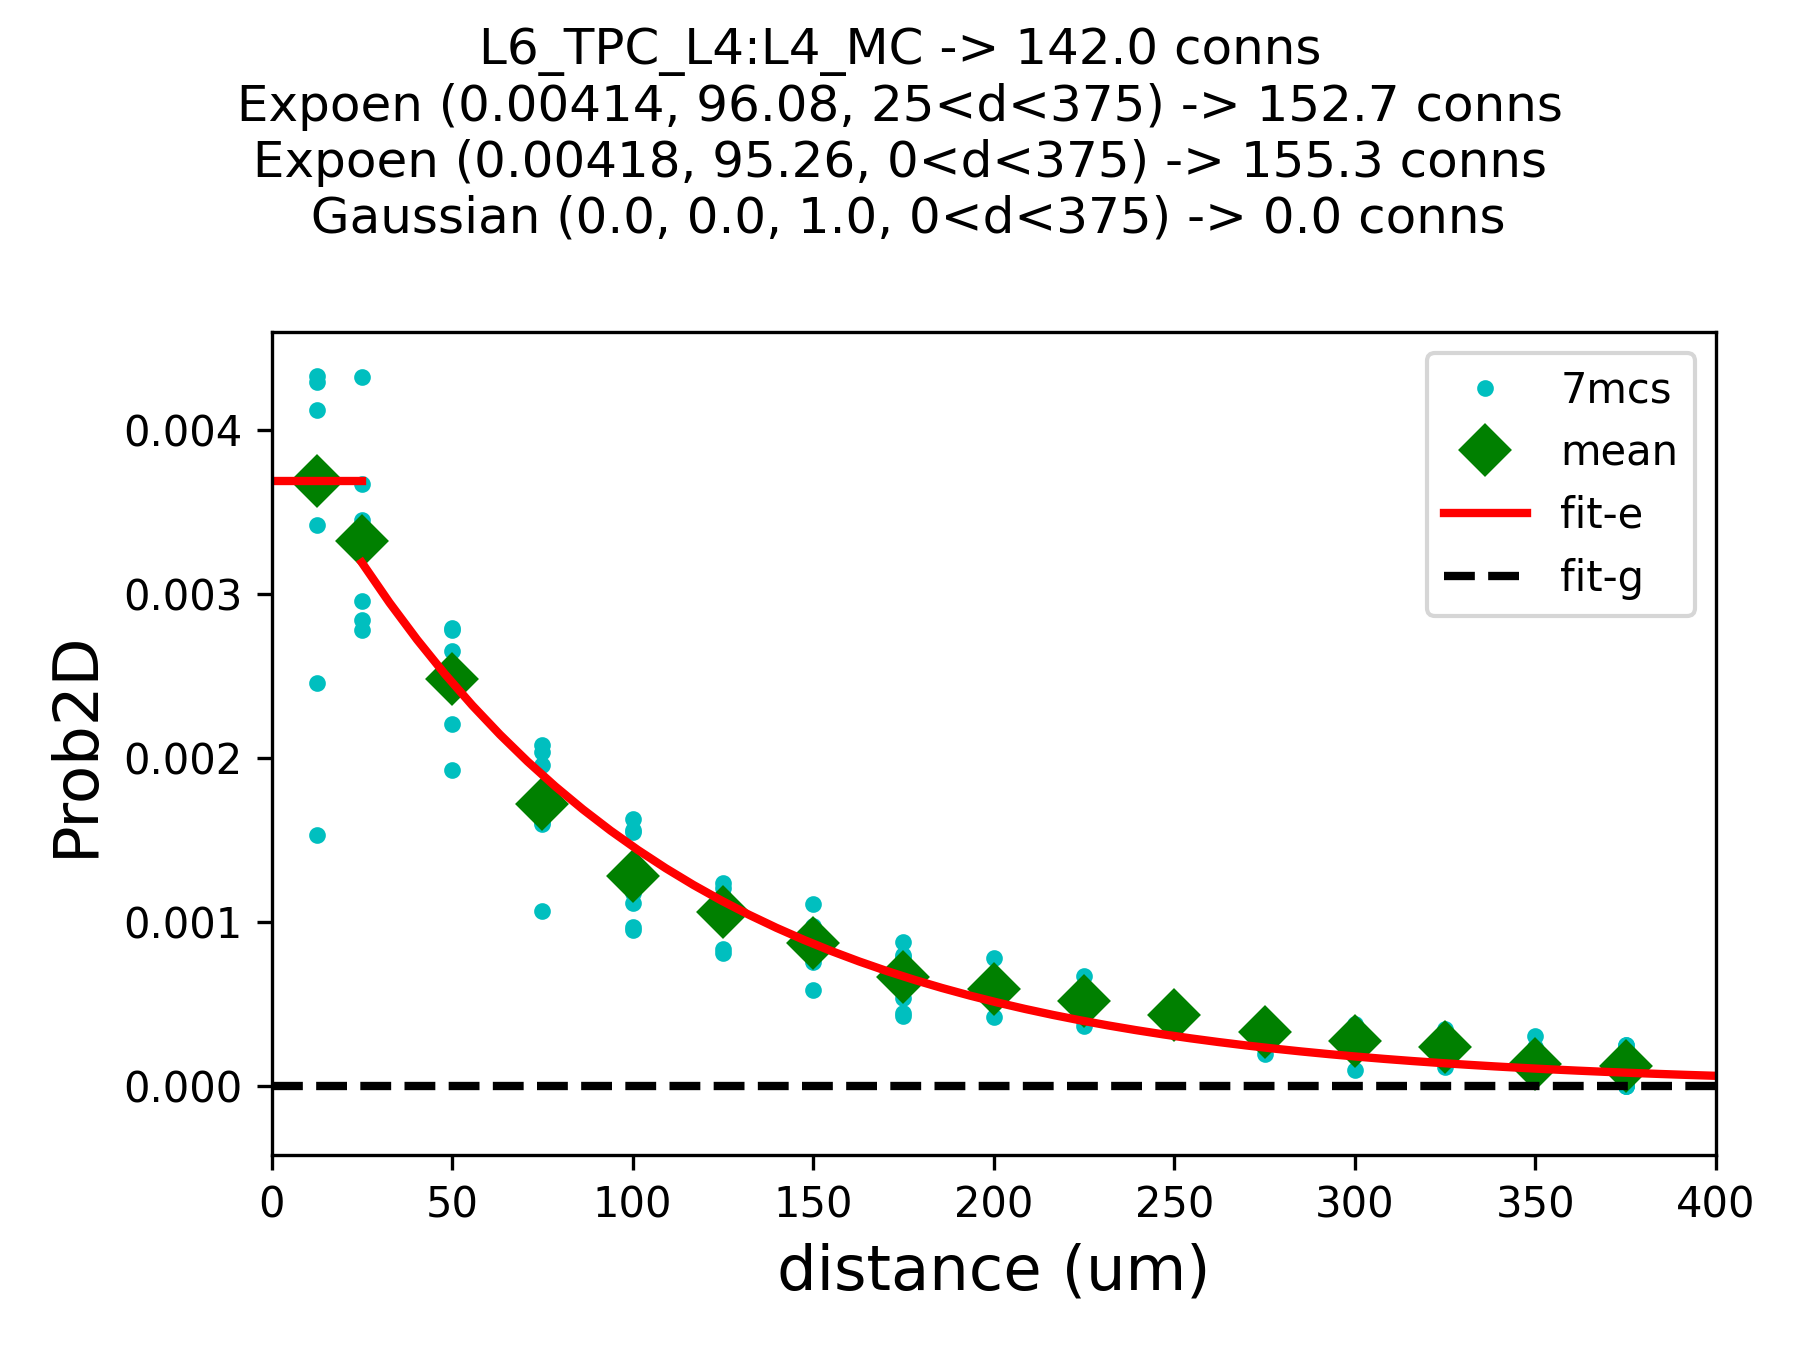 L6_TPC_L4:L4_MC -> 142.0 conns
Expoen (0.00414, 96.08, 25<d<375) -> 152.7 conns
Expoen (0.00418, 95.26, 0<d<375) -> 155.3 conns
Gaussian (0.0, 0.0, 1.0, 0<d<375) -> 0.0 conns
7mcs
mean
fit-e
fit-g
Prob2D
0.004
0.003
0.002
0.001
0.000
0 50 100 150 200 250 300 350 400
distance (um)